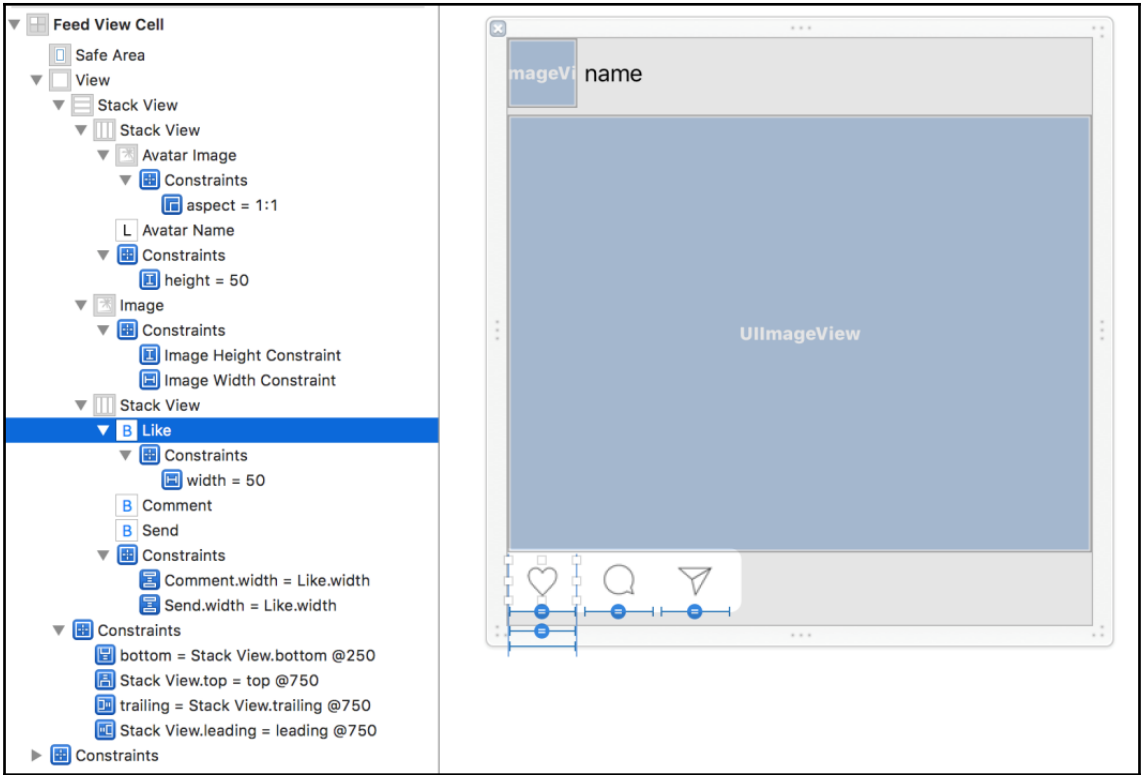 Feed View Cell
Safe Area
View
Stack View
Stack View
Avatar Image
Constraints
aspect = 1:1
L Avatar Name
Constraints
height = 50
Image
Constraints
Image Height Constraint
Image Width Constraint
Stack View
B Like
Constraints
width = 50
B Comment
B Send
Constraints
Comment.width = Like.width
Send.width = Like.width
Constraints
bottom = Stack View.bottom @250
Stack View.top = top @750
trailing = Stack View.trailing @750
Stack View.leading = leading @750
Constraints
mageVi name
UIImageView